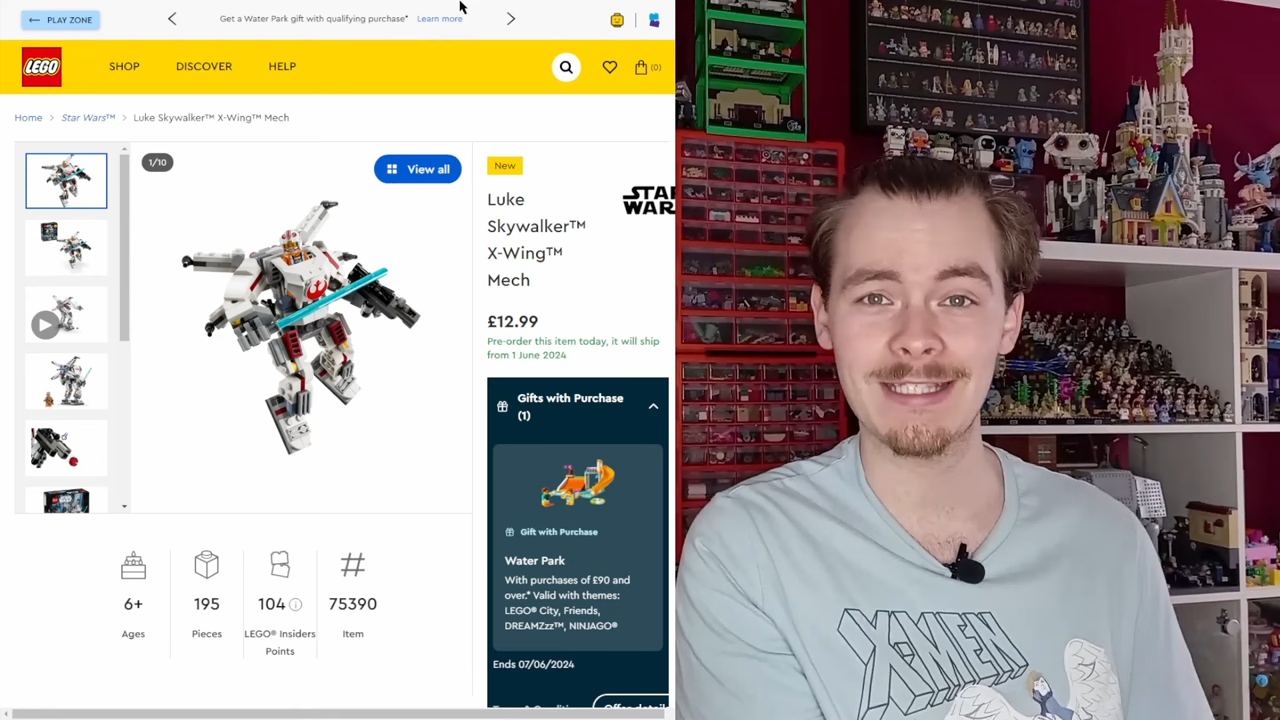 ← PLAY ZONE
Get a Water Park gift with qualifying purchase* Learn more
LEGO
SHOP
DISCOVER
HELP
(0)
Home > Star Wars™ > Luke Skywalker™ X-Wing™ Mech
1/10
View all
New
Luke
Skywalker™
X-Wing™
Mech
STAR
WARS
£12.99
Pre-order this item today, it will ship
from 1 June 2024
Gifts with Purchase
(1)
Gift with Purchase
Water Park
With purchases of £90 and
over.* Valid with themes:
LEGO® City, Friends,
DREAMZzz™, NINJAGO®
Ends 07/06/2024
6+
Ages
195
Pieces
104
LEGO® Insiders
Points
#
75390
Item
X-MEN